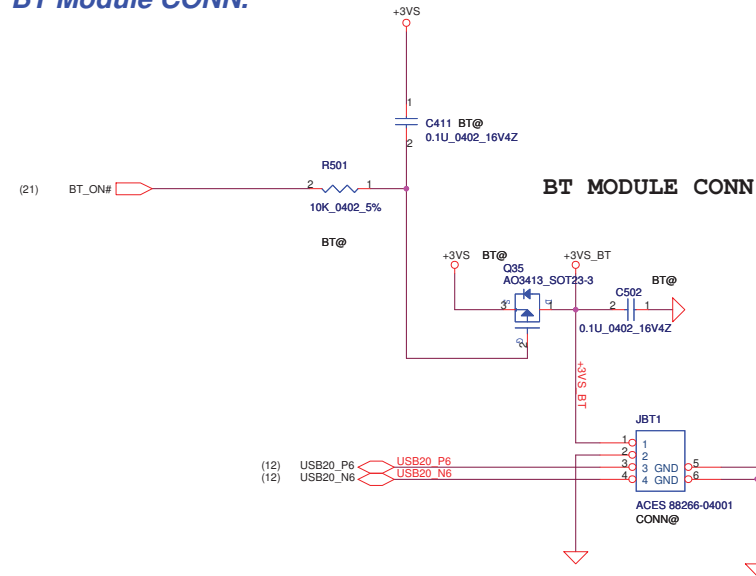 BT Module CONN.
+3VS
1
C411 BT@
0.1U_0402_16V4Z
2
R501
(21) BT_ON# 2 1
10K_0402_5%
BT@
BT MODULE CONN
+3VS BT@ +3VS_BT
Q35
AO3413_SOT23-3
BT@
C502
S D
3 1 2 1
0.1U_0402_16V4Z
G
2
+3VS_BT
JBT1
1 1
2 2
(12) USB20_P6 USB20_P6 3 3 GND 5
(12) USB20_N6 USB20_N6 4 4 GND 6
ACES 88266-04001
CONN@